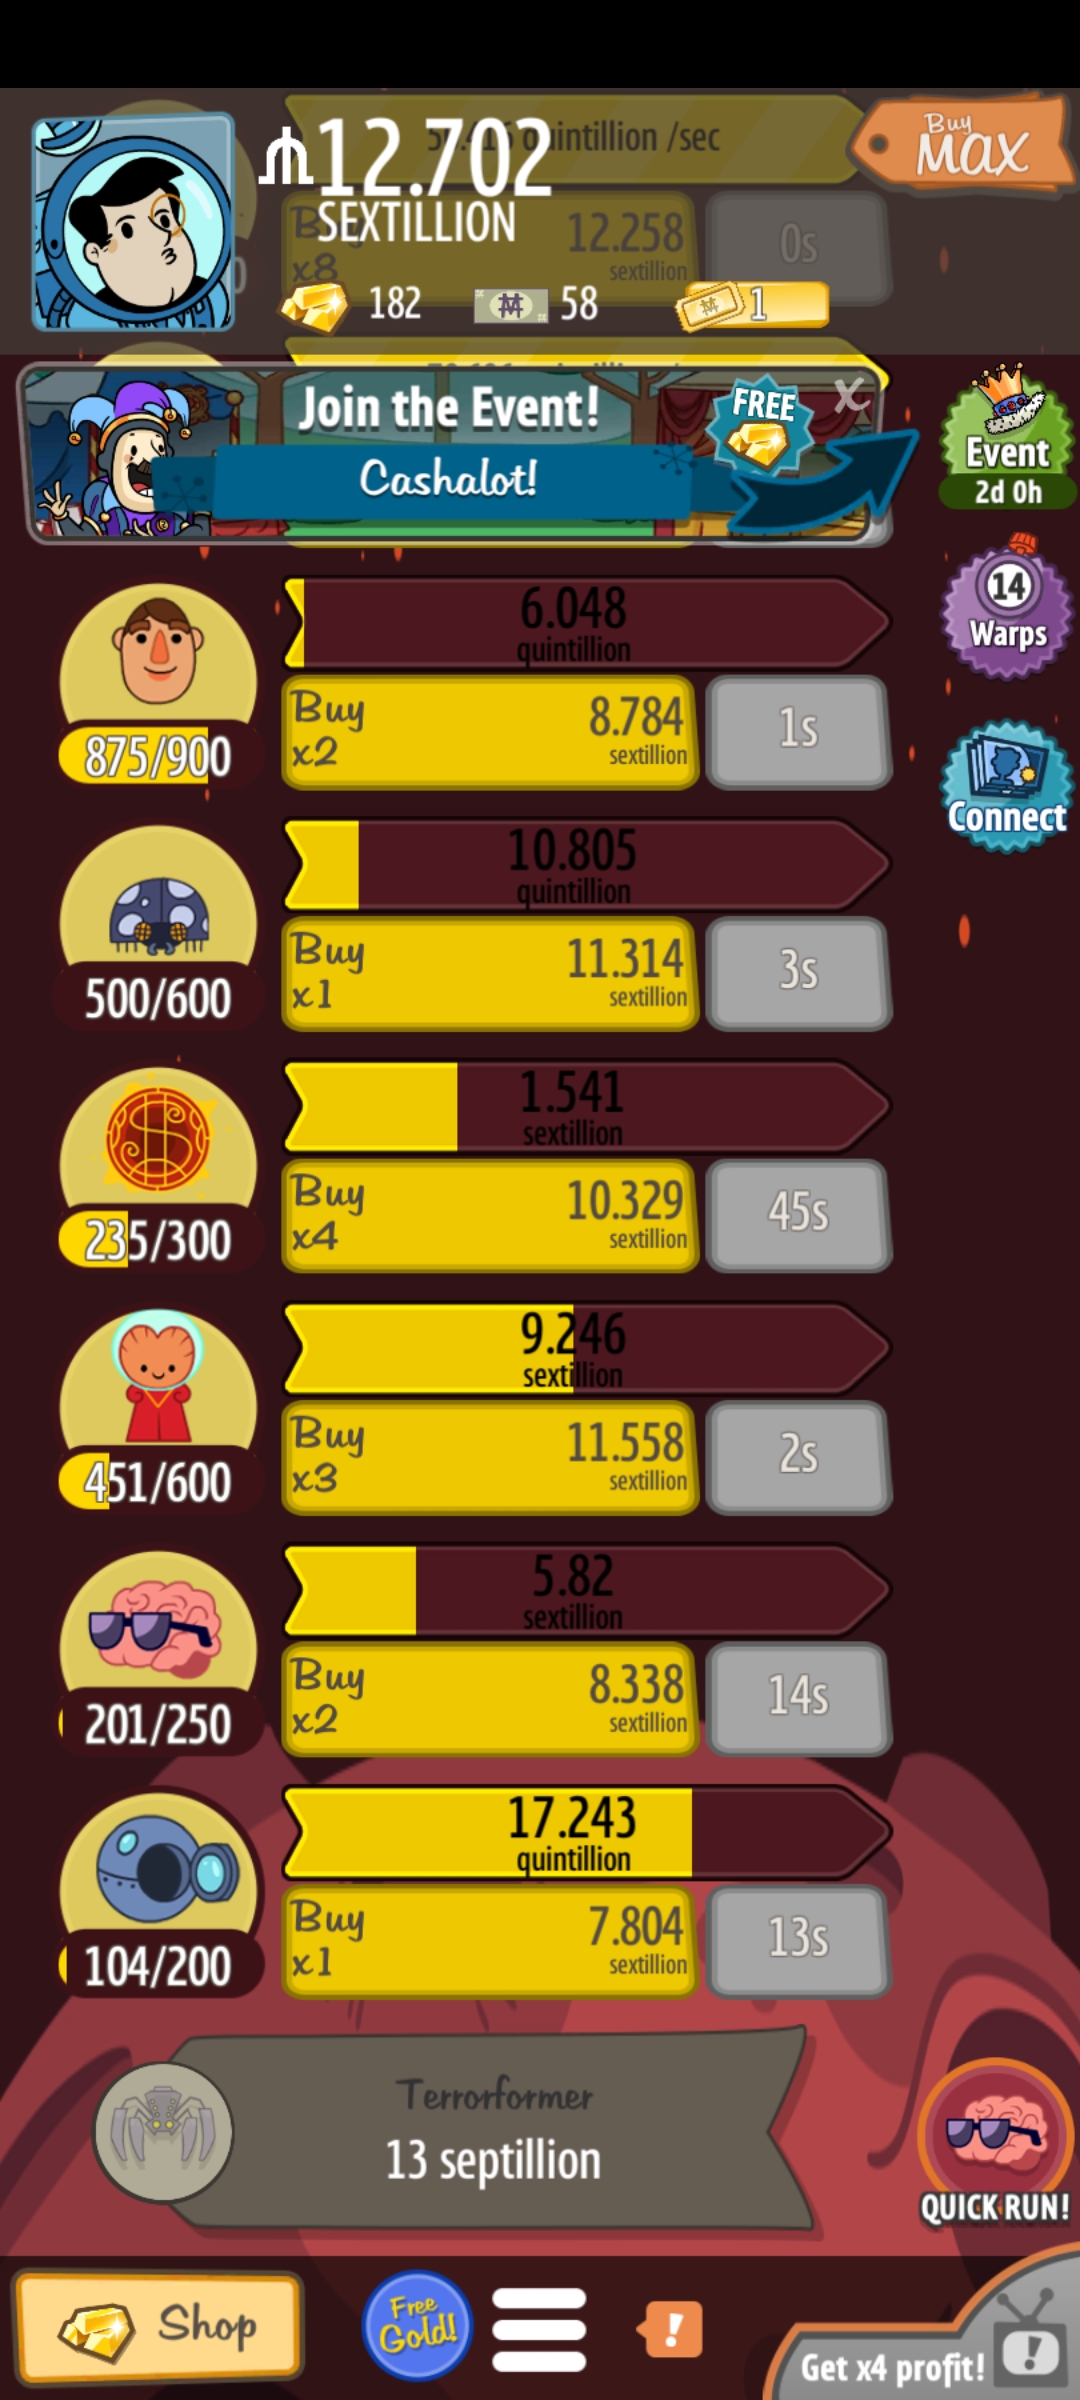 quintillion /sec
₼12.702
SEXTILLION
Buy
MAX
Buy
x8
12.258
sextillion
0s
182
58
1
Join the Event!
FREE
X
Cashalot!
Event
2d 0h
14
Warps
Connect
6.048
quintillion
875/900
Buy
x2
8.784
sextillion
1s
10.805
quintillion
500/600
Buy
x1
11.314
sextillion
3s
1.541
sextillion
235/300
Buy
x4
10.329
sextillion
45s
9.246
sextillion
451/600
Buy
x3
11.558
sextillion
2s
5.82
sextillion
201/250
Buy
x2
8.338
sextillion
14s
17.243
quintillion
104/200
Buy
x1
7.804
sextillion
13s
Terrorformer
13 septillion
QUICK RUN!
Shop
Free
Gold!
!
Get x4 profit!
!